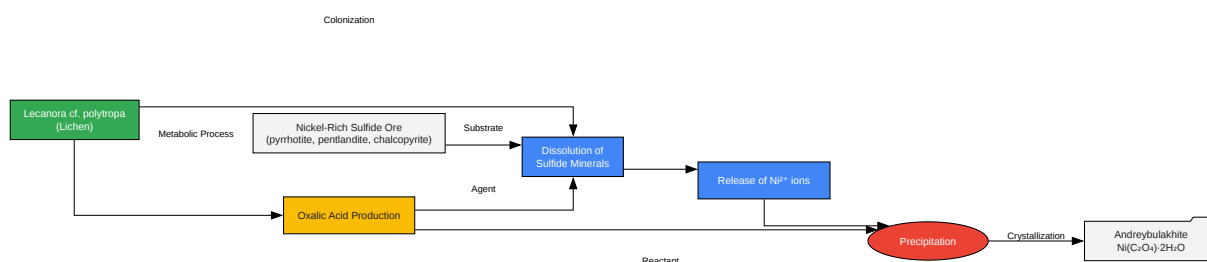 Colonization
Lecanora cf. polytropa
(Lichen)
Metabolic Process
Nickel-Rich Sulfide Ore
(pyrrhotite, pentlandite, chalcopyrite)
Substrate
Dissolution of
Sulfide Minerals
Agent
Oxalic Acid Production
Release of Ni²⁺ ions
Precipitation
Crystallization
Andreybulakhite
Ni(C₂O₄)·2H₂O
Reactant